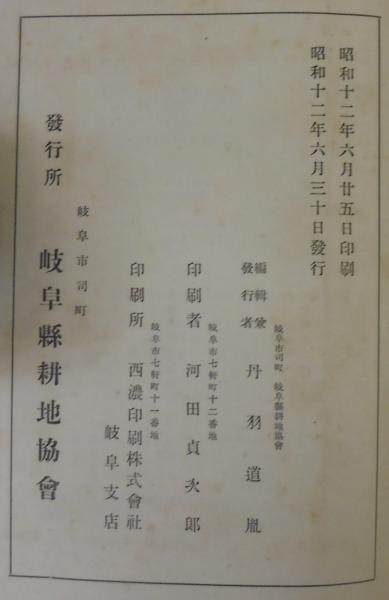 昭和十二年六月廿五日印刷
昭和十二年六月三十日發行
岐阜市司町 岐阜縣耕地協會
編輯兼
發行者 丹羽道胤
岐阜市七軒町十二番地
印刷者 河田貞次郎
岐阜市七軒町十一番地
印刷所 西濃印刷株式會社
岐阜支店
岐阜市司町
發行所 岐阜縣耕地協會